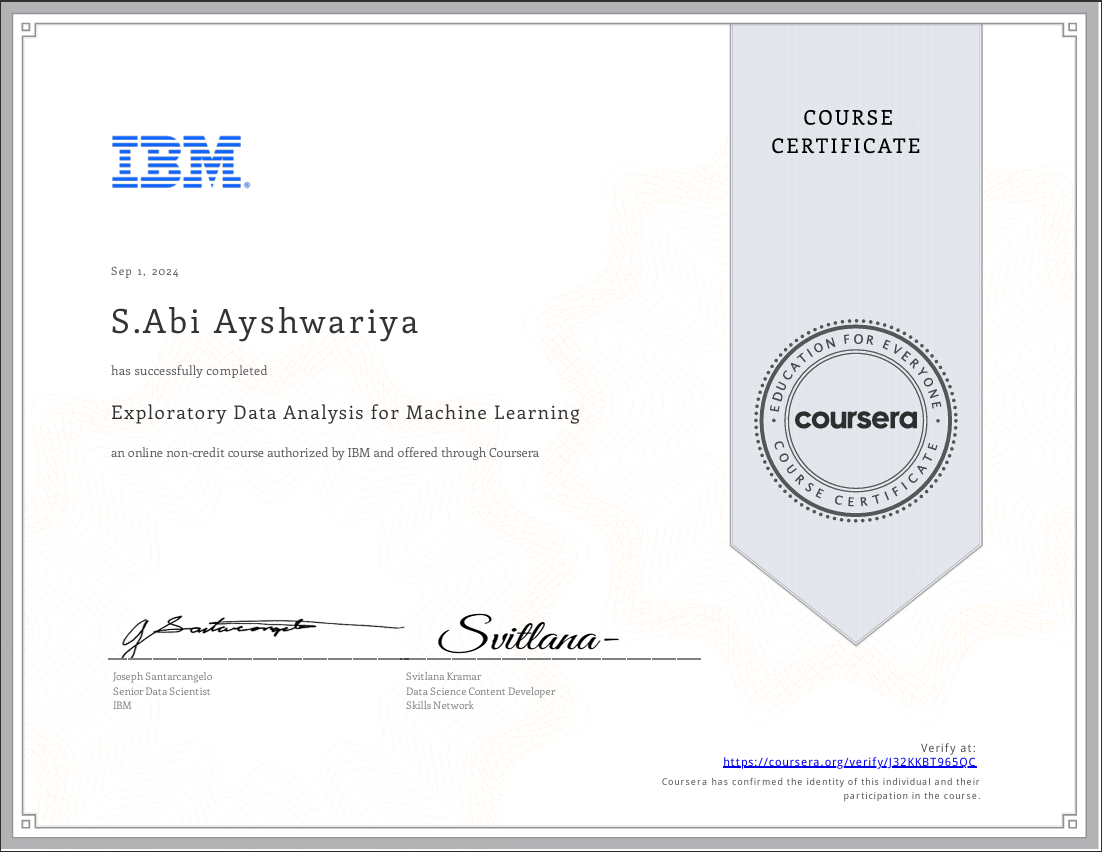 COURSE
CERTIFICATE
IBM®
Sep 1, 2024
S.Abi Ayshwariya
has successfully completed
Exploratory Data Analysis for Machine Learning
an online non-credit course authorized by IBM and offered through Coursera
EDUCATION FOR EVERYONE
coursera
COURSE CERTIFICATE
J Santarcangelo
Svitlana
Joseph Santarcangelo
Senior Data Scientist
IBM
Svitlana Kramar
Data Science Content Developer
Skills Network
Verify at:
https://coursera.org/verify/J32KKBT965QC
Coursera has confirmed the identity of this individual and their
participation in the course.